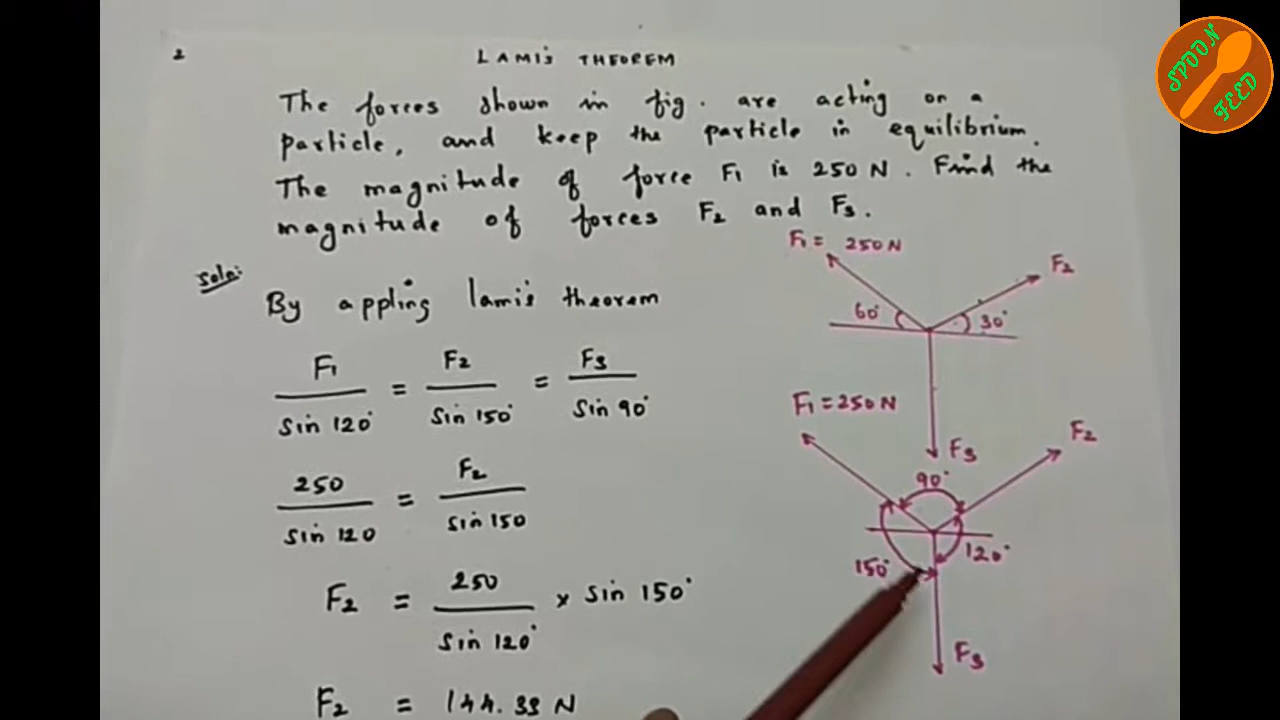 2
LAMI's THEOREM
The forces shown in fig. are acting on a
particle, and keep the particle in equilibrium.
The magnitude of force F1 is 250 N. Find the
magnitude of forces F2 and F3.
Soln:
By appling lami's theorem
F1 / Sin 120° = F2 / Sin 150° = F3 / Sin 90°
250 / Sin 120 = F2 / Sin 150
F2 = 250 / Sin 120° × Sin 150°
F2 = 144.33 N
F1 = 250 N
F2
60°
30°
F3
F1 = 250 N
F2
90°
150°
120°
F3
SPOON
FEED